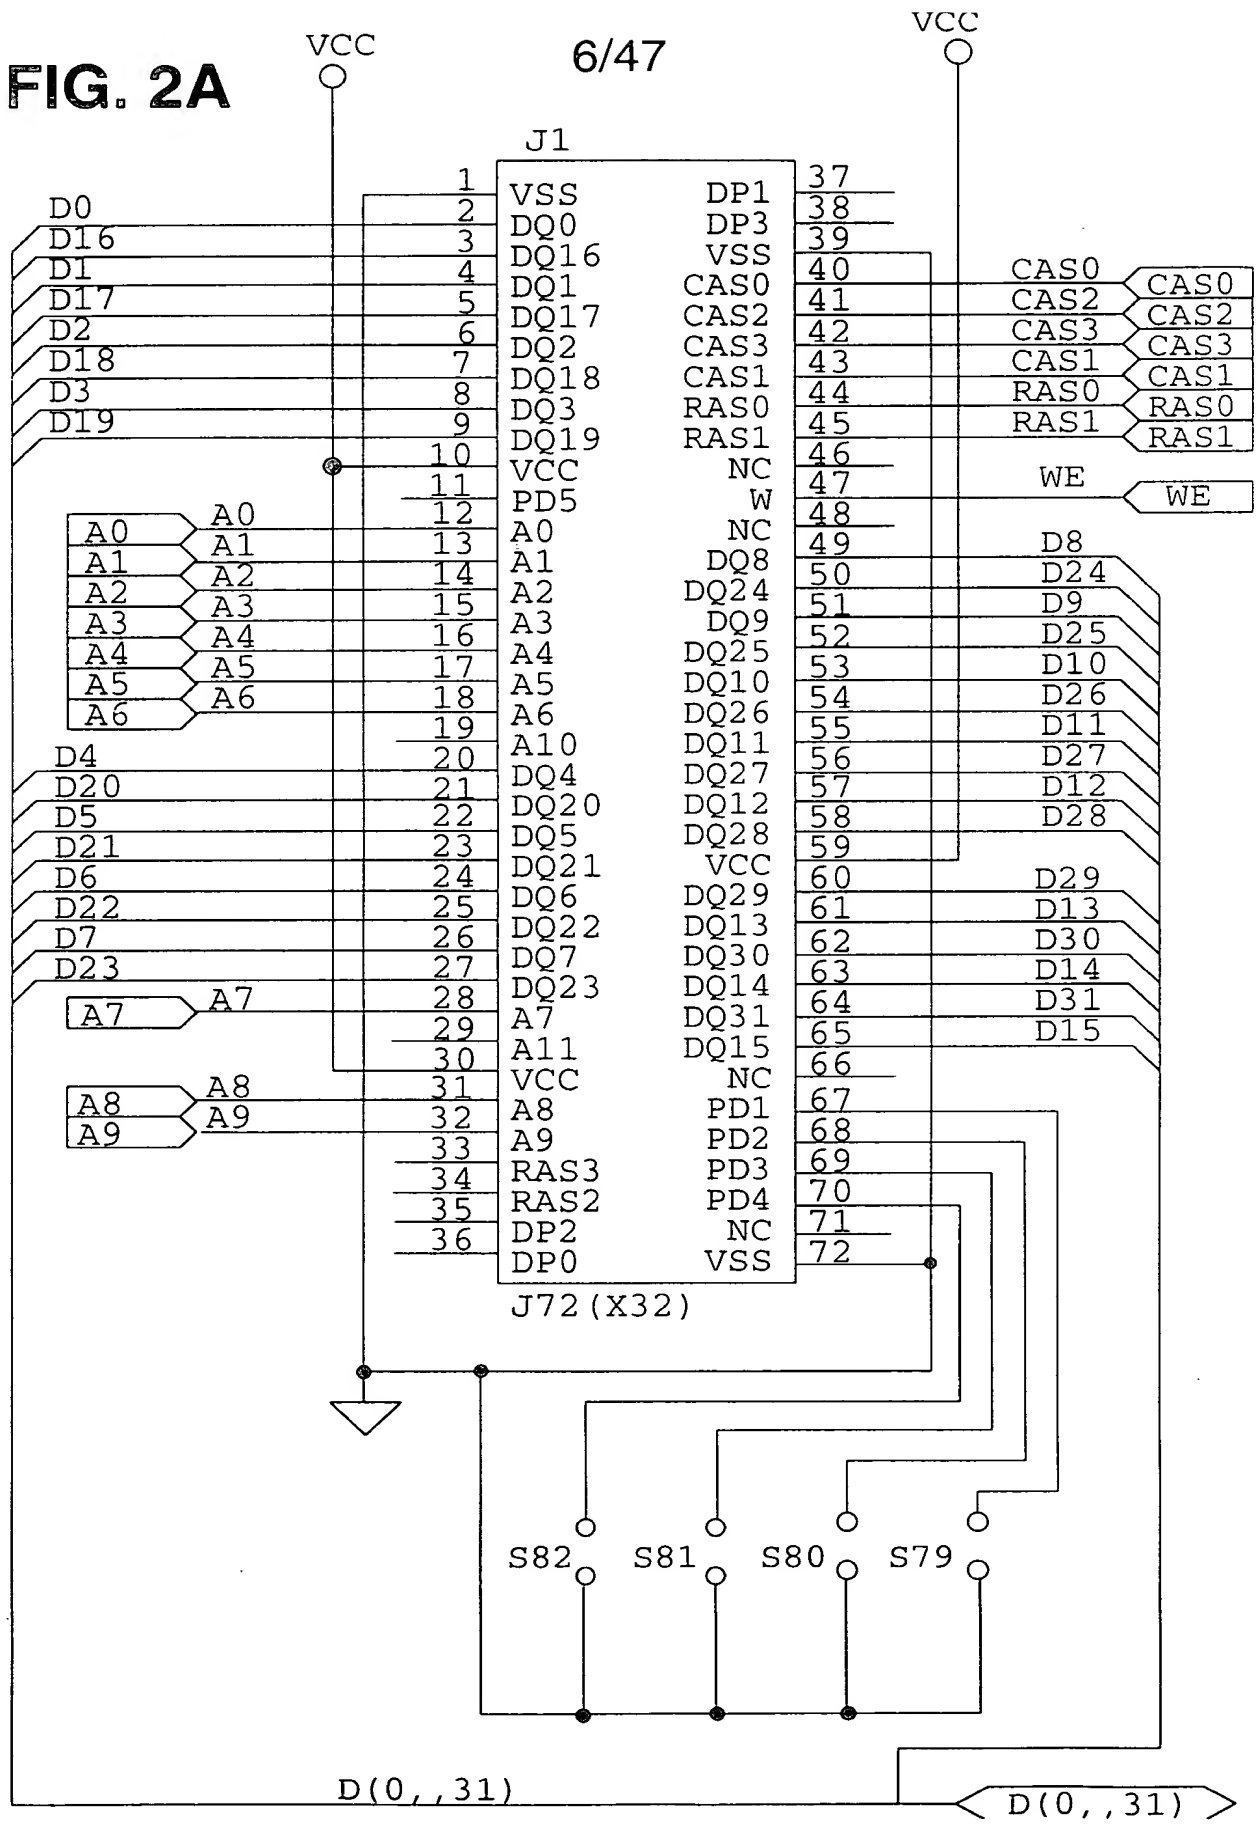 VCC
VCC
6/47
FIG. 2A
J1
1 VSS DP1 37
D0 2 DQ0 DP3 38
D16 3 DQ16 VSS 39
D1 4 DQ1 CAS0 40 CAS0 CAS0
D17 5 DQ17 CAS2 41 CAS2 CAS2
D2 6 DQ2 CAS3 42 CAS3 CAS3
D18 7 DQ18 CAS1 43 CAS1 CAS1
D3 8 DQ3 RAS0 44 RAS0 RAS0
D19 9 DQ19 RAS1 45 RAS1 RAS1
10 VCC NC 46
11 PD5 W 47 WE WE
A0 A0 12 A0 NC 48
A1 A1 13 A1 DQ8 49 D8
A2 A2 14 A2 DQ24 50 D24
A3 A3 15 A3 DQ9 51 D9
A4 A4 16 A4 DQ25 52 D25
A5 A5 17 A5 DQ10 53 D10
A6 A6 18 A6 DQ26 54 D26
19 A10 DQ11 55 D11
D4 20 DQ4 DQ27 56 D27
D20 21 DQ20 DQ12 57 D12
D5 22 DQ5 DQ28 58 D28
D21 23 DQ21 VCC 59
D6 24 DQ6 DQ29 60 D29
D22 25 DQ22 DQ13 61 D13
D7 26 DQ7 DQ30 62 D30
D23 27 DQ23 DQ14 63 D14
A7 A7 28 A7 DQ31 64 D31
29 A11 DQ15 65 D15
30 VCC NC 66
A8 A8 31 A8 PD1 67
A9 A9 32 A9 PD2 68
33 RAS3 PD3 69
34 RAS2 PD4 70
35 DP2 NC 71
36 DP0 VSS 72
J72(X32)
S82 S81 S80 S79
D(0,,31) D(0,,31)